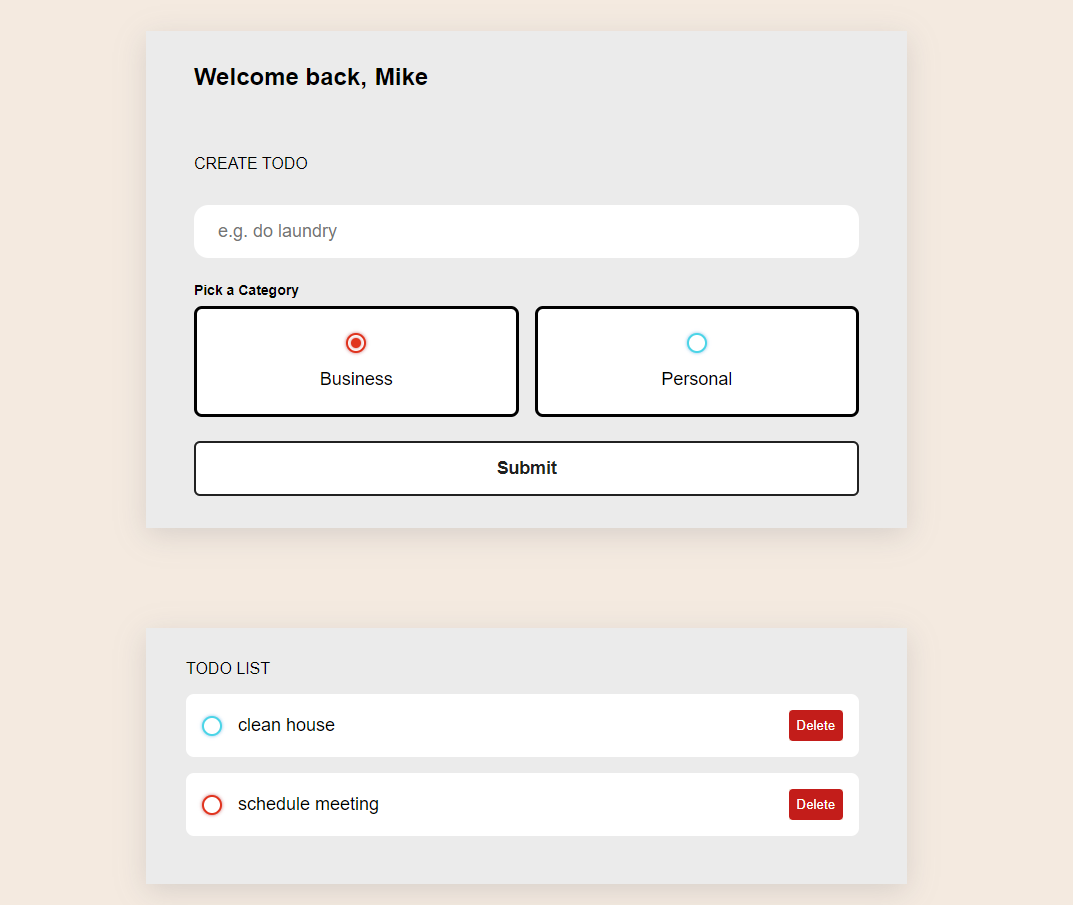 Welcome back, Mike
CREATE TODO
e.g. do laundry
Pick a Category
Business Personal
Submit
TODO LIST
clean house Delete
schedule meeting Delete